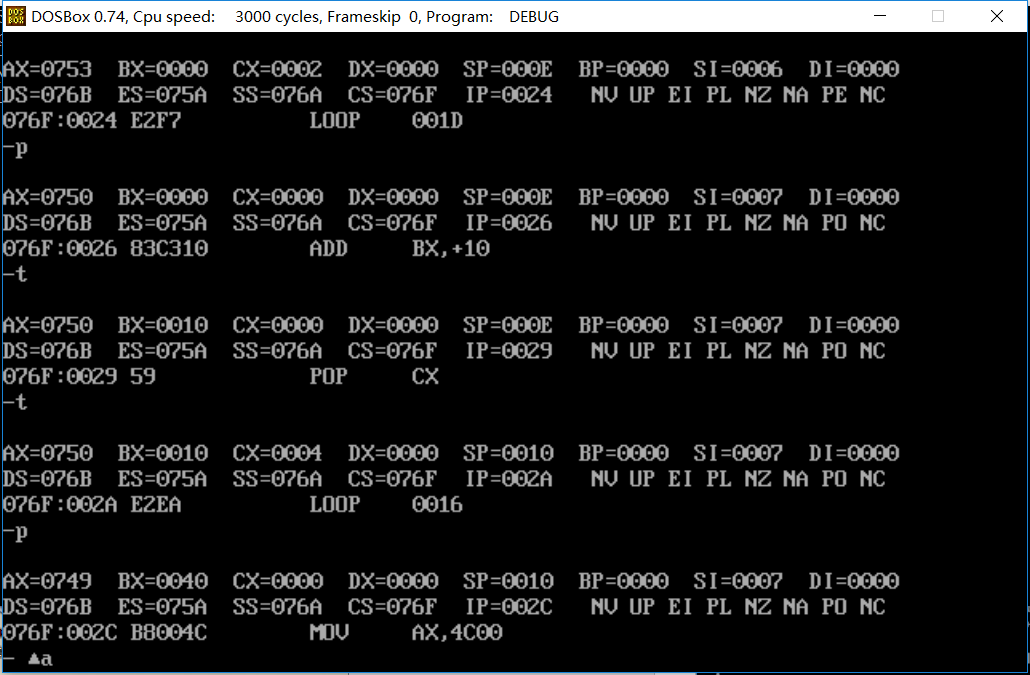 DOS BOX DOSBox 0.74, Cpu speed: 3000 cycles, Frameskip 0, Program: DEBUG
AX=0753 BX=0000 CX=0002 DX=0000 SP=000E BP=0000 SI=0006 DI=0000
DS=076B ES=075A SS=076A CS=076F IP=0024 NV UP EI PL NZ NA PE NC
076F:0024 E2F7 LOOP 001D
-p
AX=0750 BX=0000 CX=0000 DX=0000 SP=000E BP=0000 SI=0007 DI=0000
DS=076B ES=075A SS=076A CS=076F IP=0026 NV UP EI PL NZ NA PO NC
076F:0026 83C310 ADD BX,+10
-t
AX=0750 BX=0010 CX=0000 DX=0000 SP=000E BP=0000 SI=0007 DI=0000
DS=076B ES=075A SS=076A CS=076F IP=0029 NV UP EI PL NZ NA PO NC
076F:0029 59 POP CX
-t
AX=0750 BX=0010 CX=0004 DX=0000 SP=0010 BP=0000 SI=0007 DI=0000
DS=076B ES=075A SS=076A CS=076F IP=002A NV UP EI PL NZ NA PO NC
076F:002A E2EA LOOP 0016
-p
AX=0749 BX=0040 CX=0000 DX=0000 SP=0010 BP=0000 SI=0007 DI=0000
DS=076B ES=075A SS=076A CS=076F IP=002C NV UP EI PL NZ NA PO NC
076F:002C B8004C MOV AX,4C00
- ▲a